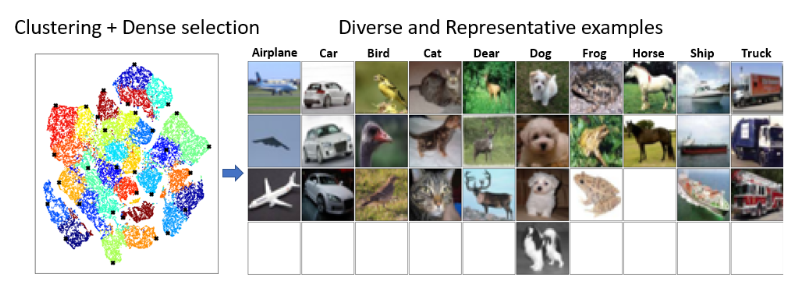 Clustering + Dense selection
Diverse and Representative examples
Airplane Car Bird Cat Dear Dog Frog Horse Ship Truck